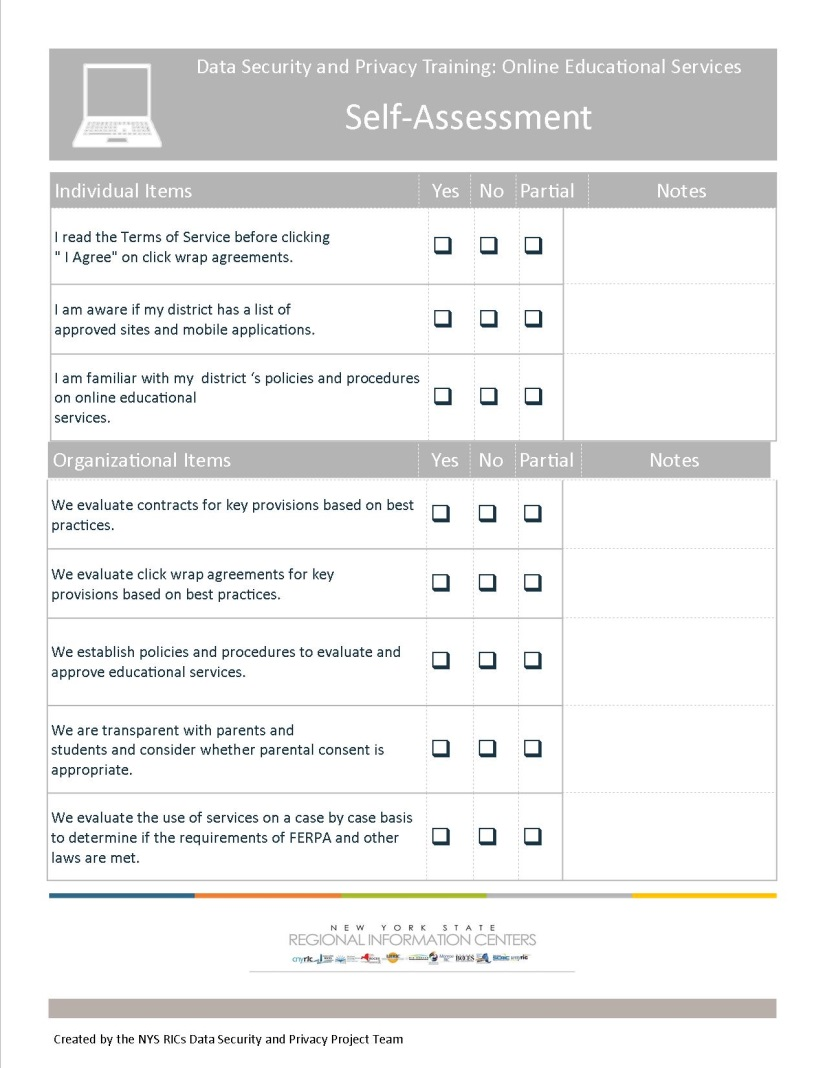 Data Security and Privacy Training: Online Educational Services
Self-Assessment
Individual Items Yes No Partial Notes
I read the Terms of Service before clicking
" I Agree" on click wrap agreements.
I am aware if my district has a list of
approved sites and mobile applications.
I am familiar with my district ‘s policies and procedures
on online educational
services.
Organizational Items Yes No Partial Notes
We evaluate contracts for key provisions based on best
practices.
We evaluate click wrap agreements for key
provisions based on best practices.
We establish policies and procedures to evaluate and
approve educational services.
We are transparent with parents and
students and consider whether parental consent is
appropriate.
We evaluate the use of services on a case by case basis
to determine if the requirements of FERPA and other
laws are met.
NEW YORK STATE
REGIONAL INFORMATION CENTERS
cnyric BOCES
Created by the NYS RICs Data Security and Privacy Project Team